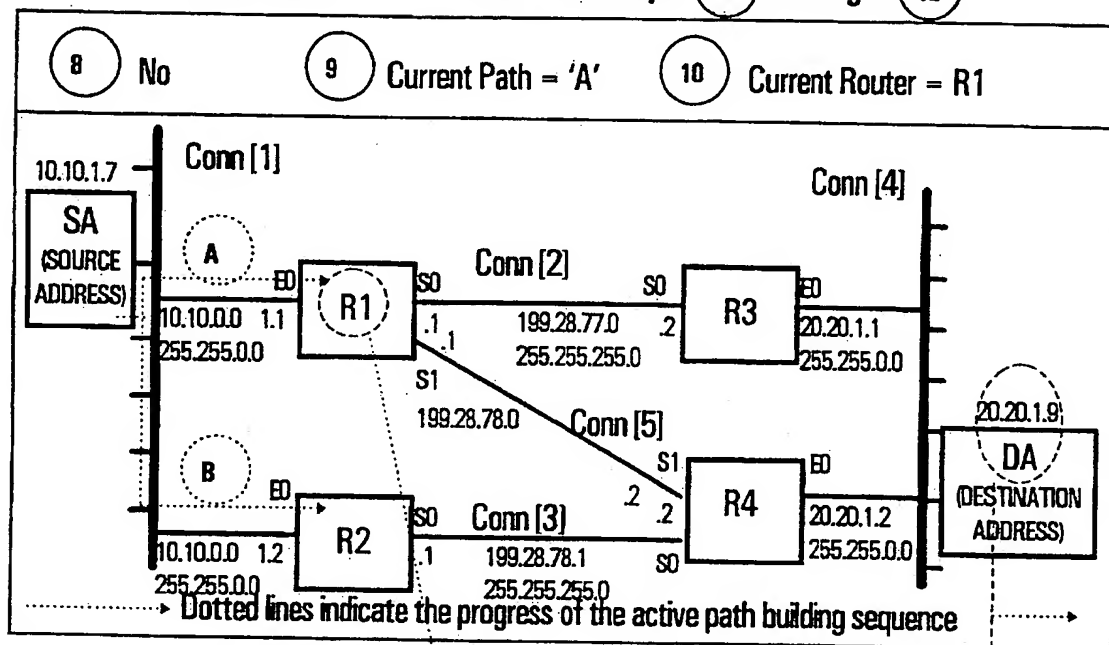 8 No
9 Current Path = 'A'
10 Current Router = R1
Conn [1]
Conn [4]
10.10.1.7
SA
(SOURCE
ADDRESS)
A
E0
R1
S0
Conn [2]
S0
R3
E0
10.10.0.0 1.1
255.255.0.0
.1
.1
199.28.77.0
255.255.255.0
.2
20.20.1.1
255.255.0.0
S1
199.28.78.0
Conn [5]
20.20.1.9
DA
(DESTINATION
ADDRESS)
B
E0
R2
S0
Conn [3]
S1
.2
.2
R4
E0
S0
10.10.0.0 1.2
255.255.0.0
.1
199.28.78.1
255.255.255.0
20.20.1.2
255.255.0.0
Dotted lines indicate the progress of the active path building sequence